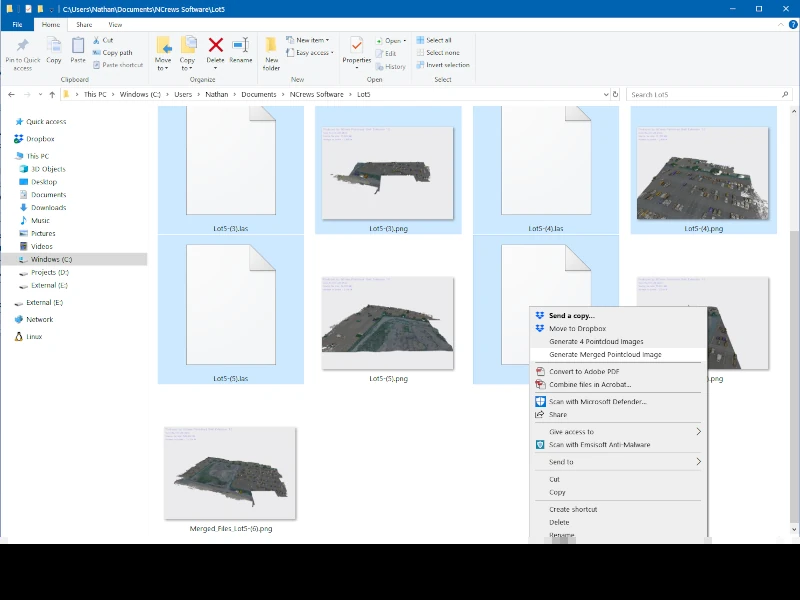 C:\Users\Nathan\Documents\NCrews Software\Lot5
File Home Share View
Pin to Quick access
Copy
Paste
Cut
Copy path
Paste shortcut
Clipboard
Move to
Copy to
Delete
Rename
Organize
New folder
New item
Easy access
New
Properties
Open
Edit
History
Open
Select all
Select none
Invert selection
Select
This PC Windows (C:) Users Nathan Documents NCrews Software Lot5
Search Lot5
Quick access
Dropbox
This PC
3D Objects
Desktop
Documents
Downloads
Music
Pictures
Videos
Windows (C:)
Projects (D:)
External (E:)
External (E:)
Network
Linux
Lot5-(3).las
Lot5-(3).png
Lot5-(4).las
Lot5-(4).png
Lot5-(5).las
Lot5-(5).png
.png
Merged_Files_Lot5-(6).png
Send a copy...
Move to Dropbox
Generate 4 Pointcloud Images
Generate Merged Pointcloud Image
Convert to Adobe PDF
Combine files in Acrobat...
Scan with Microsoft Defender...
Share
Give access to
Scan with Emsisoft Anti-Malware
Send to
Cut
Copy
Create shortcut
Delete
Rename